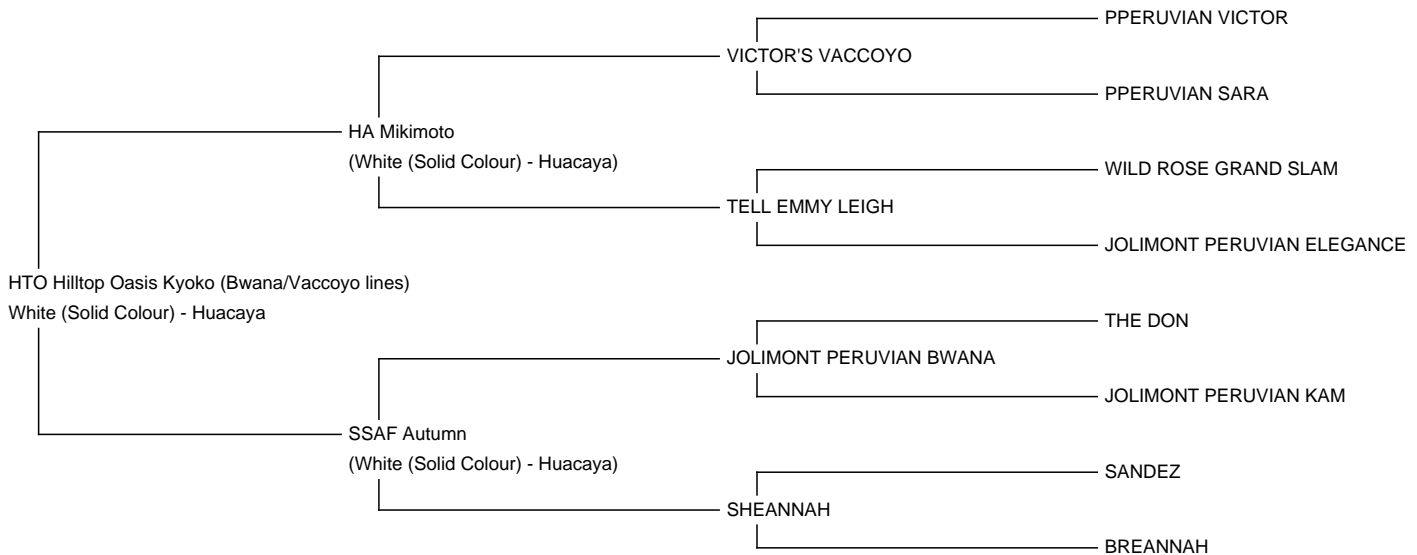 PPERUVIAN VICTOR
VICTOR'S VACCOYO
PPERUVIAN SARA
HA Mikimoto
(White (Solid Colour) - Huacaya)
WILD ROSE GRAND SLAM
TELL EMMY LEIGH
JOLIMONT PERUVIAN ELEGANCE
HTO Hilltop Oasis Kyoko (Bwana/Vaccoyo lines)
White (Solid Colour) - Huacaya
THE DON
JOLIMONT PERUVIAN BWANA
JOLIMONT PERUVIAN KAM
SSAF Autumn
(White (Solid Colour) - Huacaya)
SANDEZ
SHEANNAH
BREANNAH